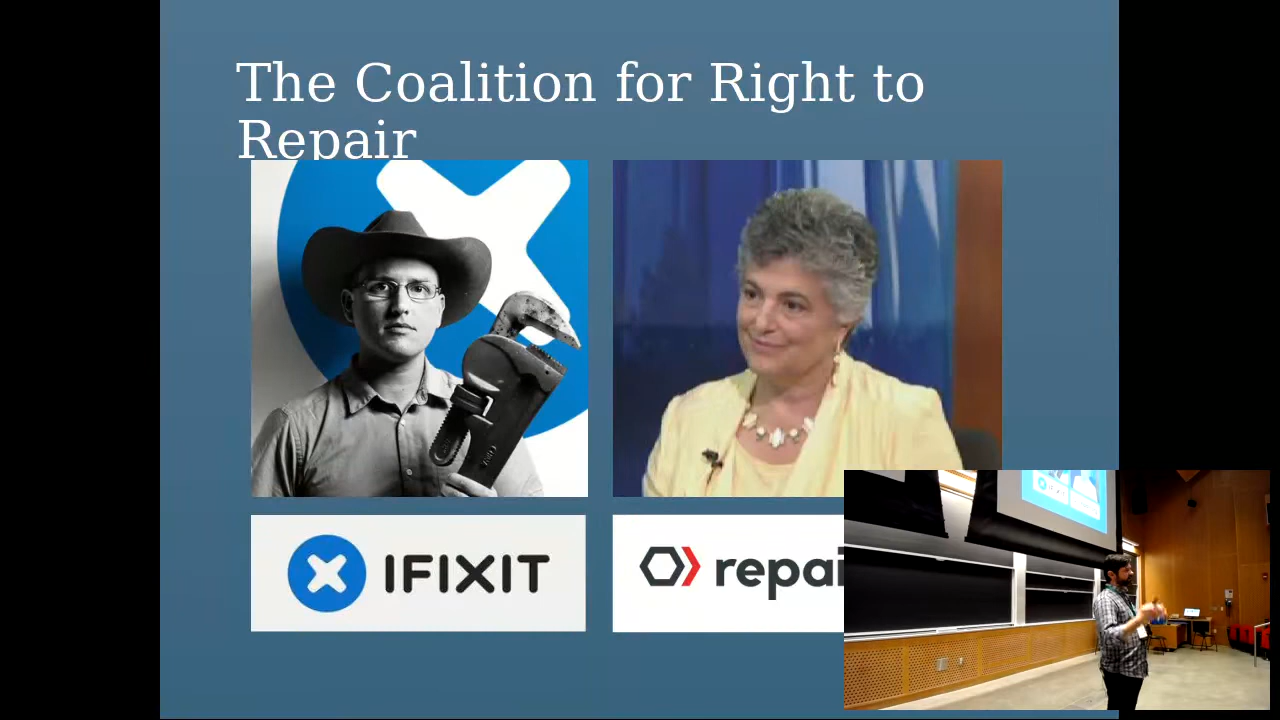 The Coalition for Right to
Repair
IFIXIT
repai